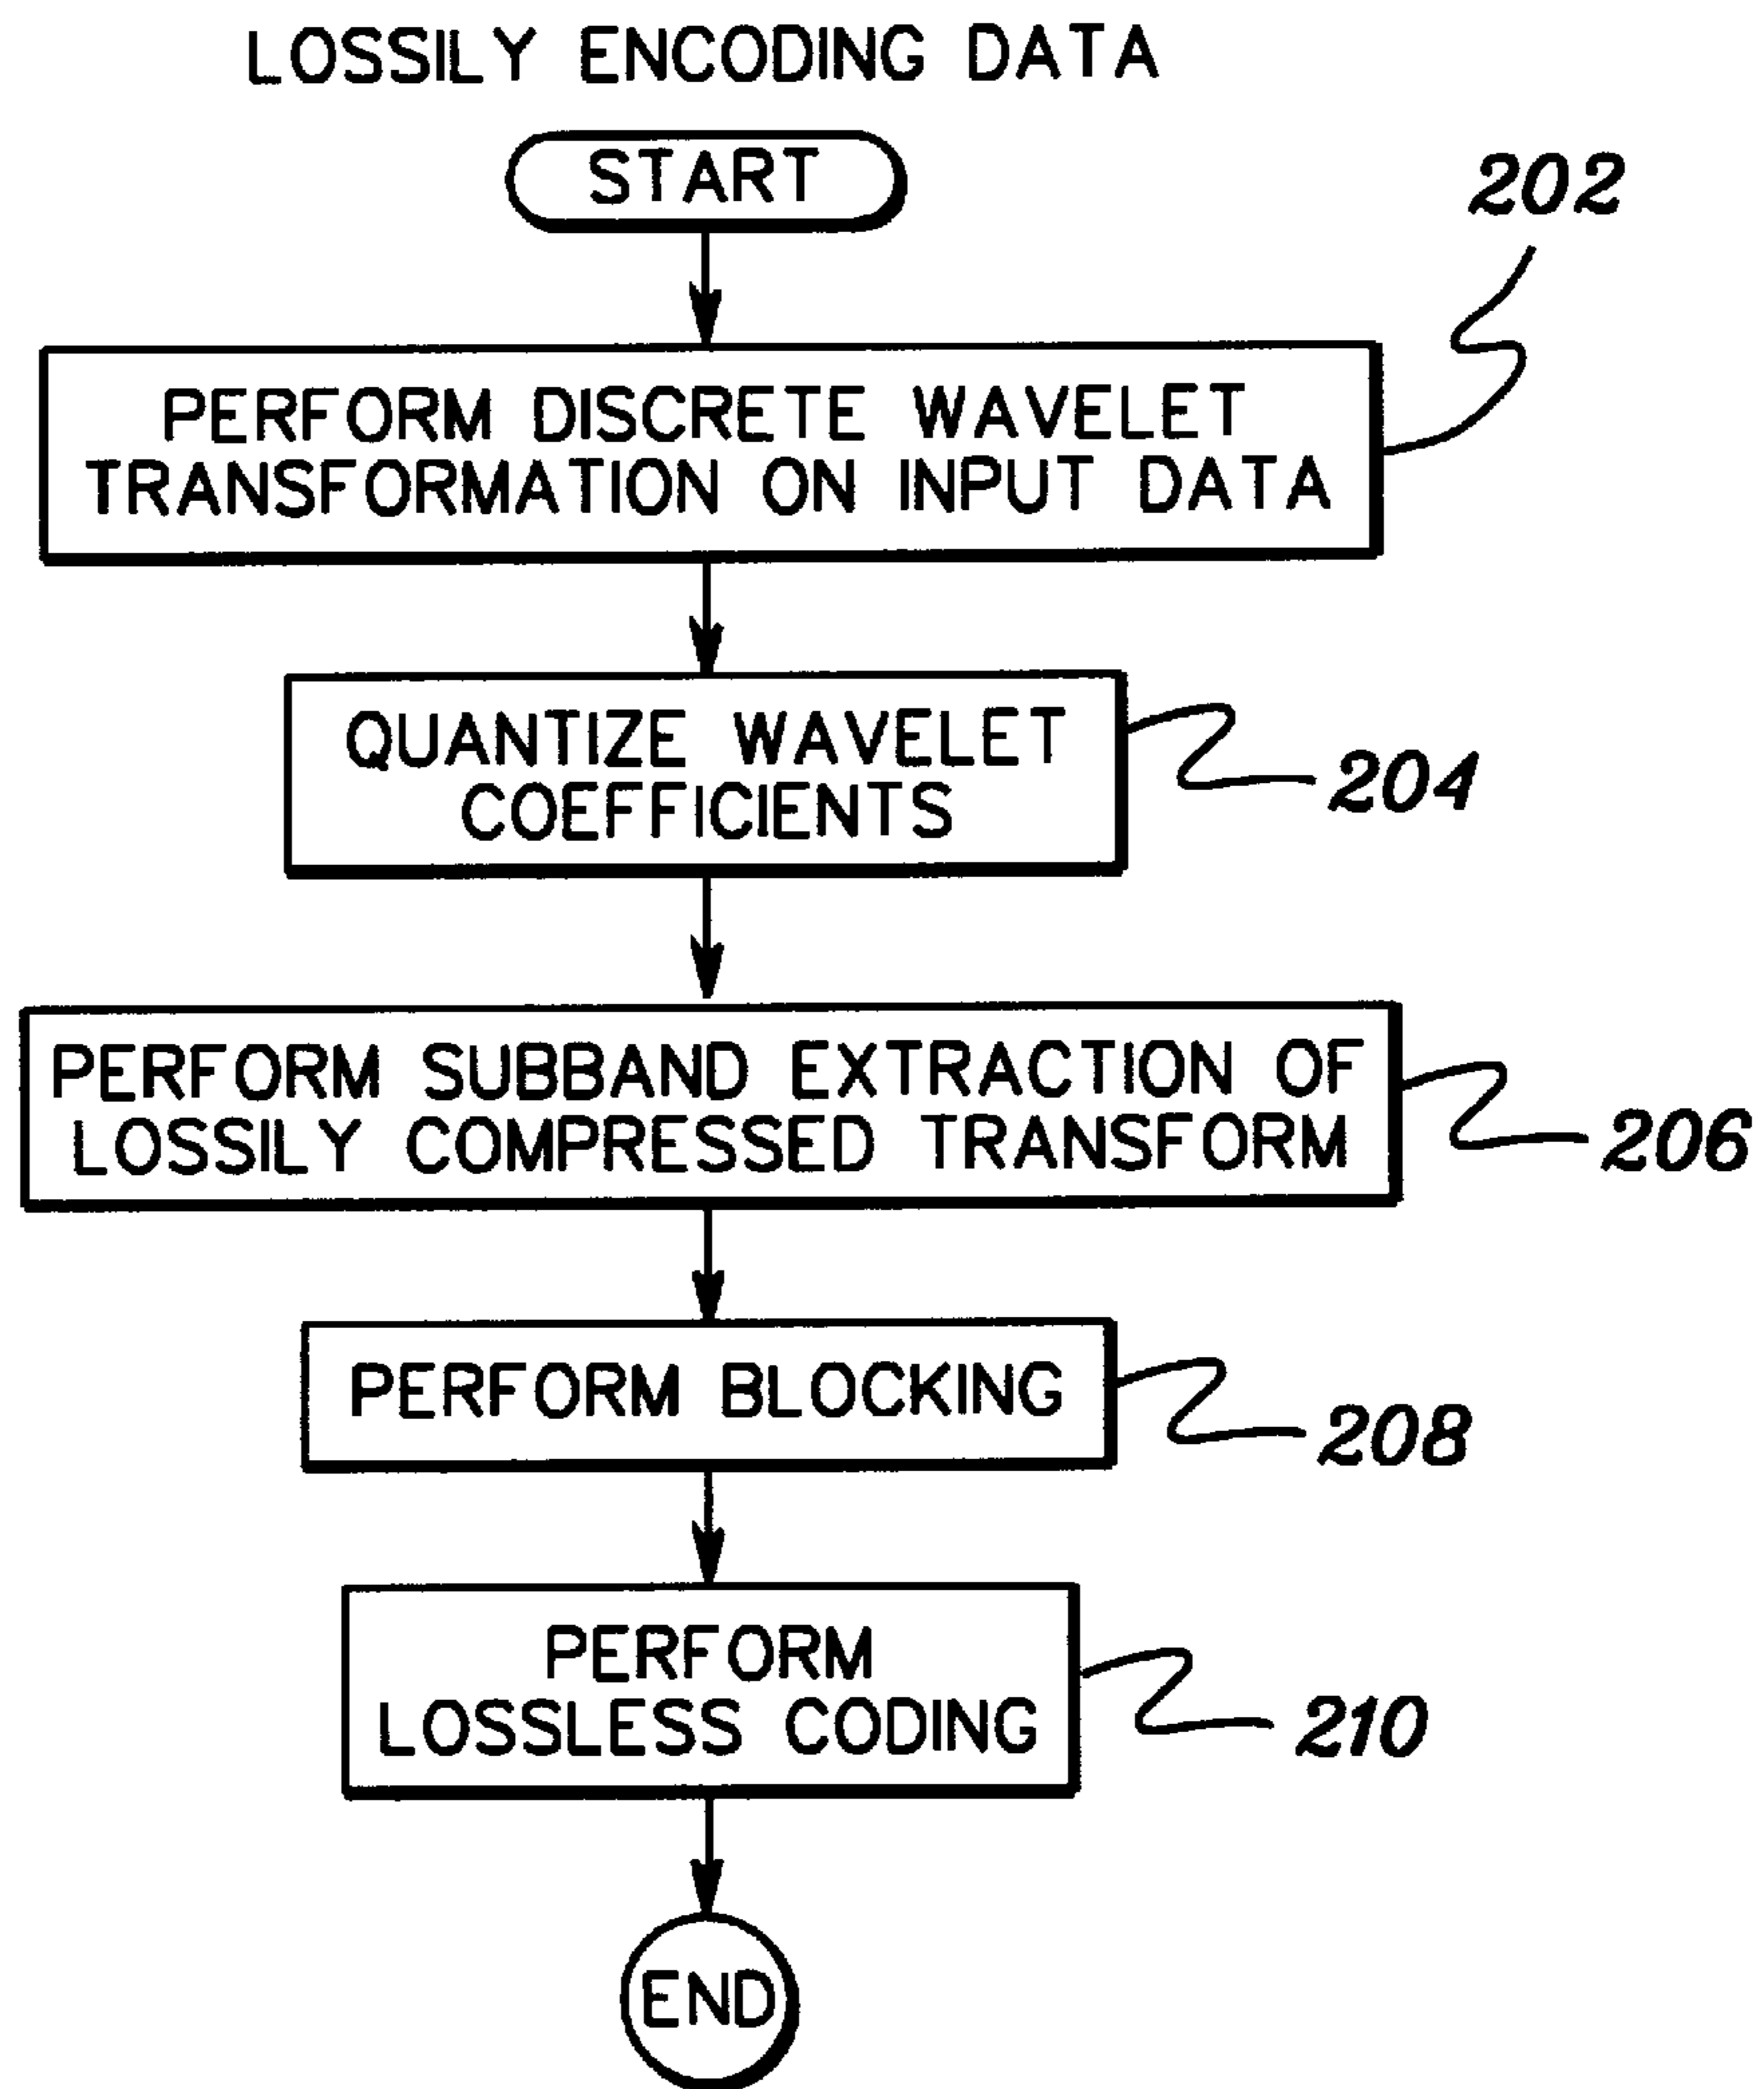 LOSSILY ENCODING DATA
START
202
PERFORM DISCRETE WAVELET
TRANSFORMATION ON INPUT DATA
QUANTIZE WAVELET
COEFFICIENTS
204
PERFORM SUBBAND EXTRACTION OF
LOSSILY COMPRESSED TRANSFORM
206
PERFORM BLOCKING
208
PERFORM
LOSSLESS CODING
210
END